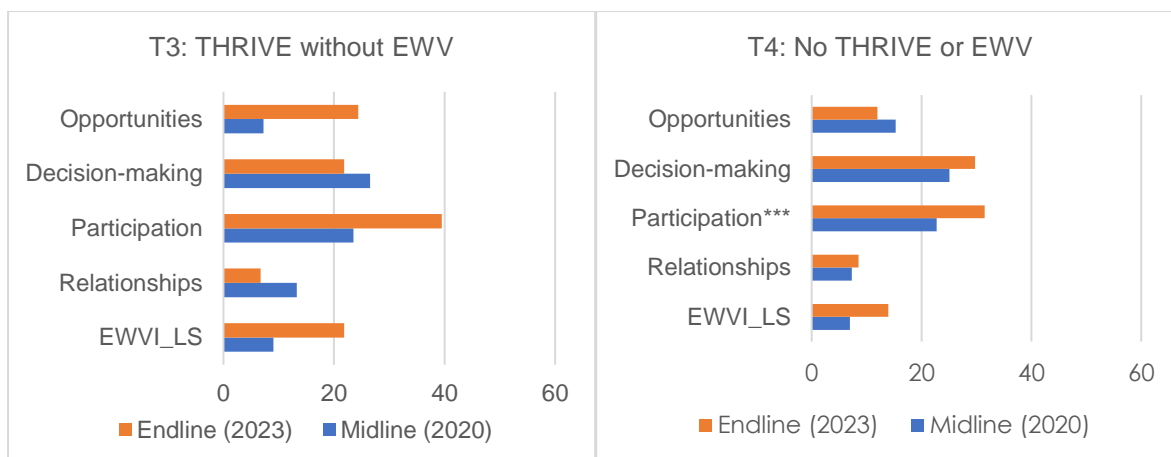 T3: THRIVE without EWV
Opportunities
Decision-making
Participation
Relationships
EWVI_LS
0 20 40 60
Endline (2023) Midline (2020)
T4: No THRIVE or EWV
Opportunities
Decision-making
Participation***
Relationships
EWVI_LS
0 20 40 60
Endline (2023) Midline (2020)